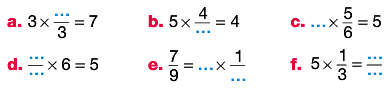 a. 3 × .../3 = 7 b. 5 × 4/... = 4 c. ... × 5/6 = 5
d. .../... × 6 = 5 e. 7/9 = ... × 1/... f. 5 × 1/3 = .../...